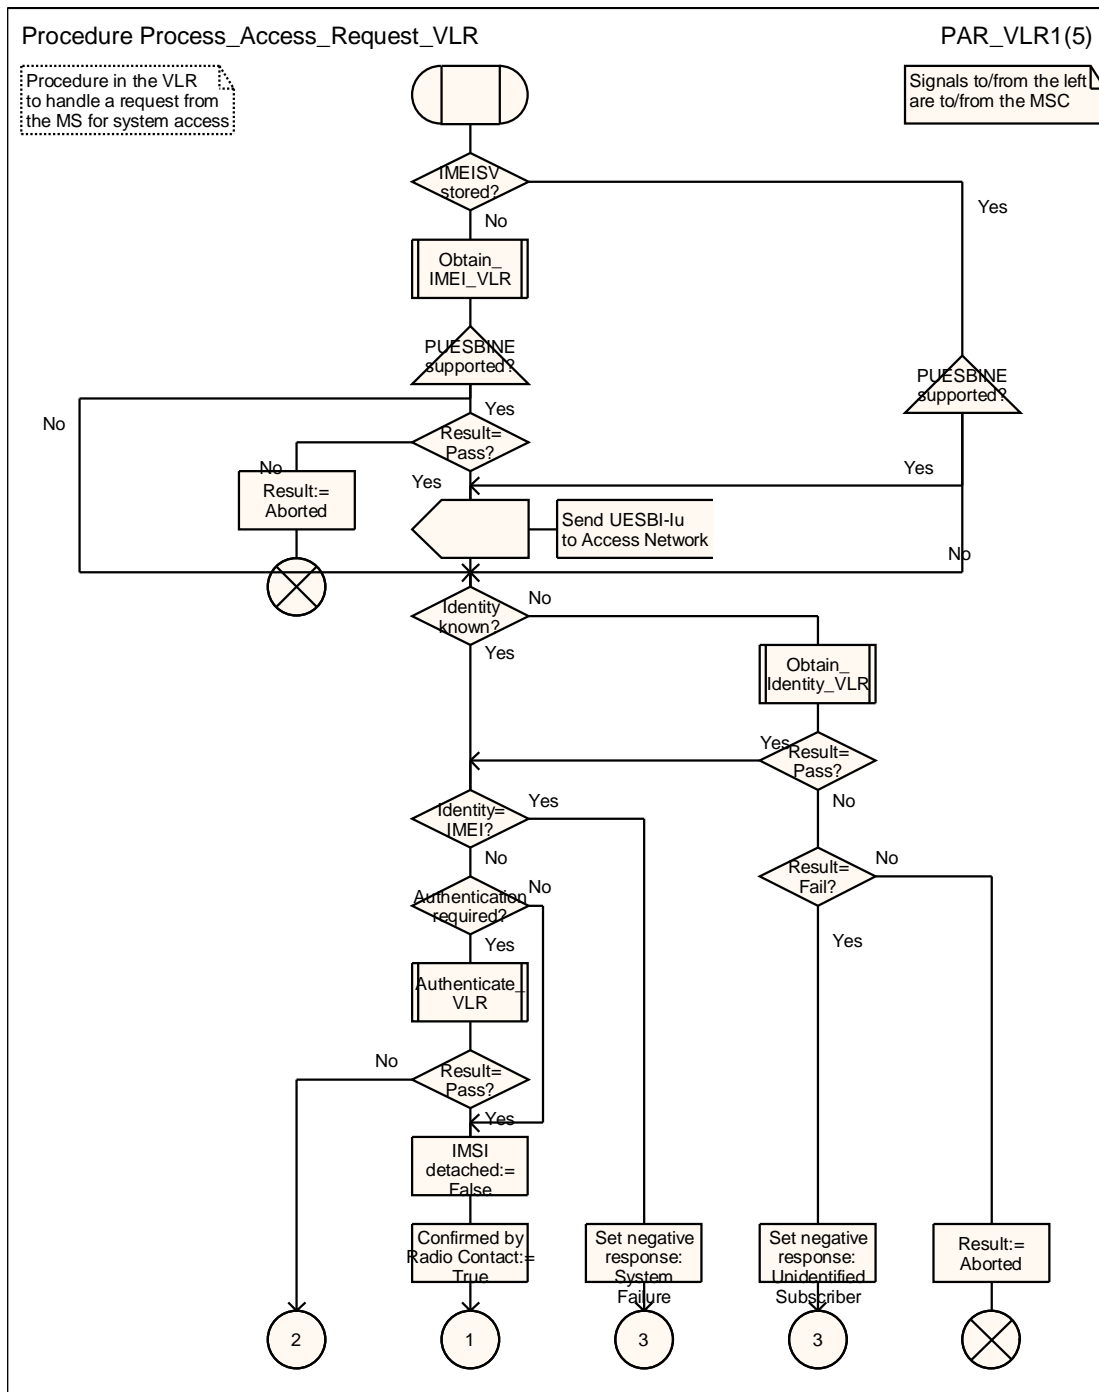 Procedure Process_Access_Request_VLR
PAR_VLR1(5)
Procedure in the VLR
to handle a request from
the MS for system access
Signals to/from the left
are to/from the MSC
IMEISV
stored?
Yes
No
Obtain_
IMEI_VLR
PUESBINE
supported?
PUESBINE
supported?
No
Yes
Result=
Pass?
No
Yes
Yes
Result:=
Aborted
Send UESBI-Iu
to Access Network
No
Identity
known?
No
Yes
Obtain_
Identity_VLR
Yes
Result=
Pass?
No
Identity=
IMEI?
Yes
No
Result=
Fail?
No
Yes
Authentication
required?
No
Yes
Authenticate_
VLR
No
Result=
Pass?
Yes
IMSI
detached:=
False
Confirmed by
Radio Contact:=
True
Set negative
response:
System
Failure
Set negative
response:
Unidentified
Subscriber
Result:=
Aborted
2
1
3
3